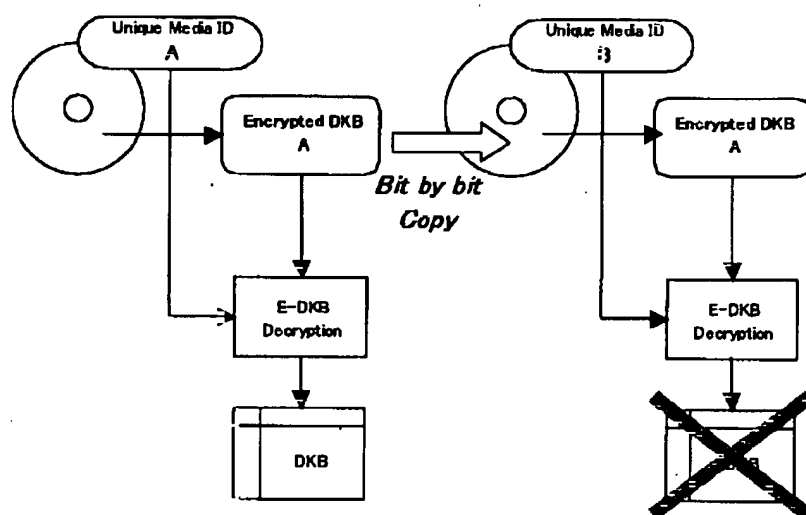 Unique Media ID
A
Encrypted DKB
A
E-DKB
Decryption
DKB
Bit by bit
Copy
Unique Media ID
B
Encrypted DKB
A
E-DKB
Decryption